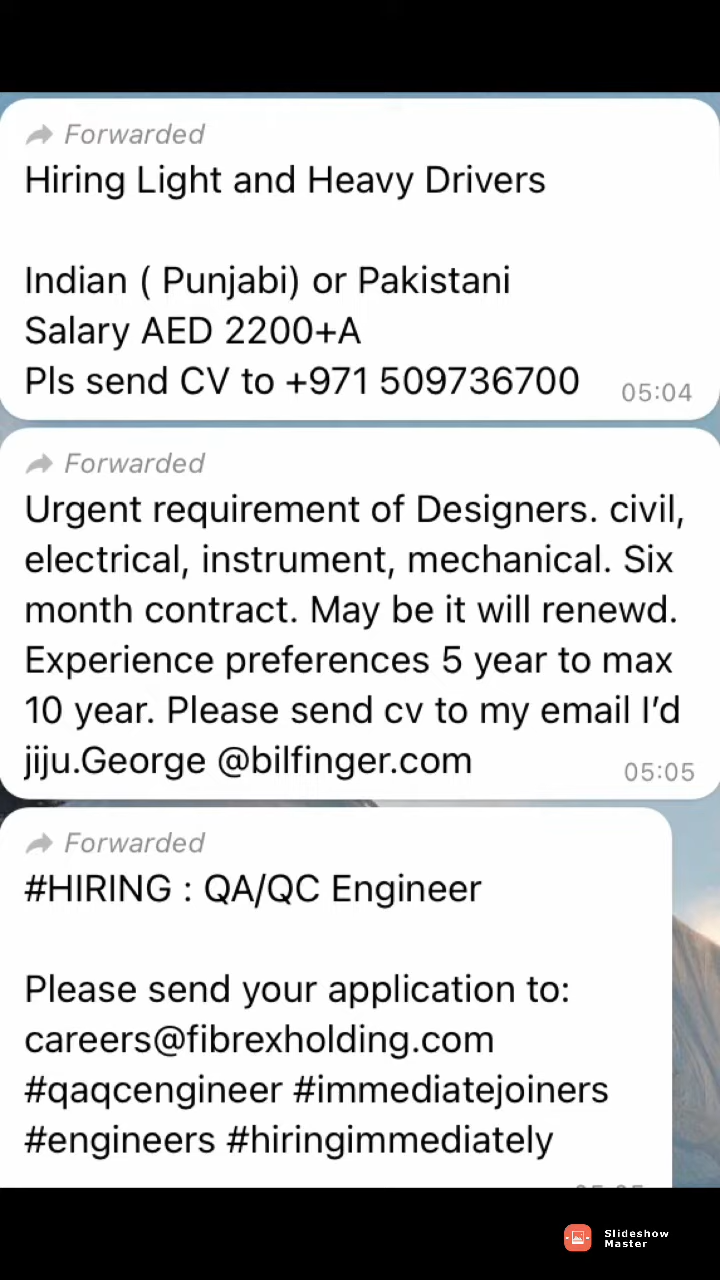 Forwarded
Hiring Light and Heavy Drivers
Indian ( Punjabi) or Pakistani
Salary AED 2200+A
Pls send CV to +971 509736700
05:04
Forwarded
Urgent requirement of Designers. civil,
electrical, instrument, mechanical. Six
month contract. May be it will renewd.
Experience preferences 5 year to max
10 year. Please send cv to my email I’d
jiju.George @bilfinger.com
05:05
Forwarded
#HIRING : QA/QC Engineer
Please send your application to:
careers@fibrexholding.com
#qaqcengineer #immediatejoiners
#engineers #hiringimmediately
Slideshow
Master